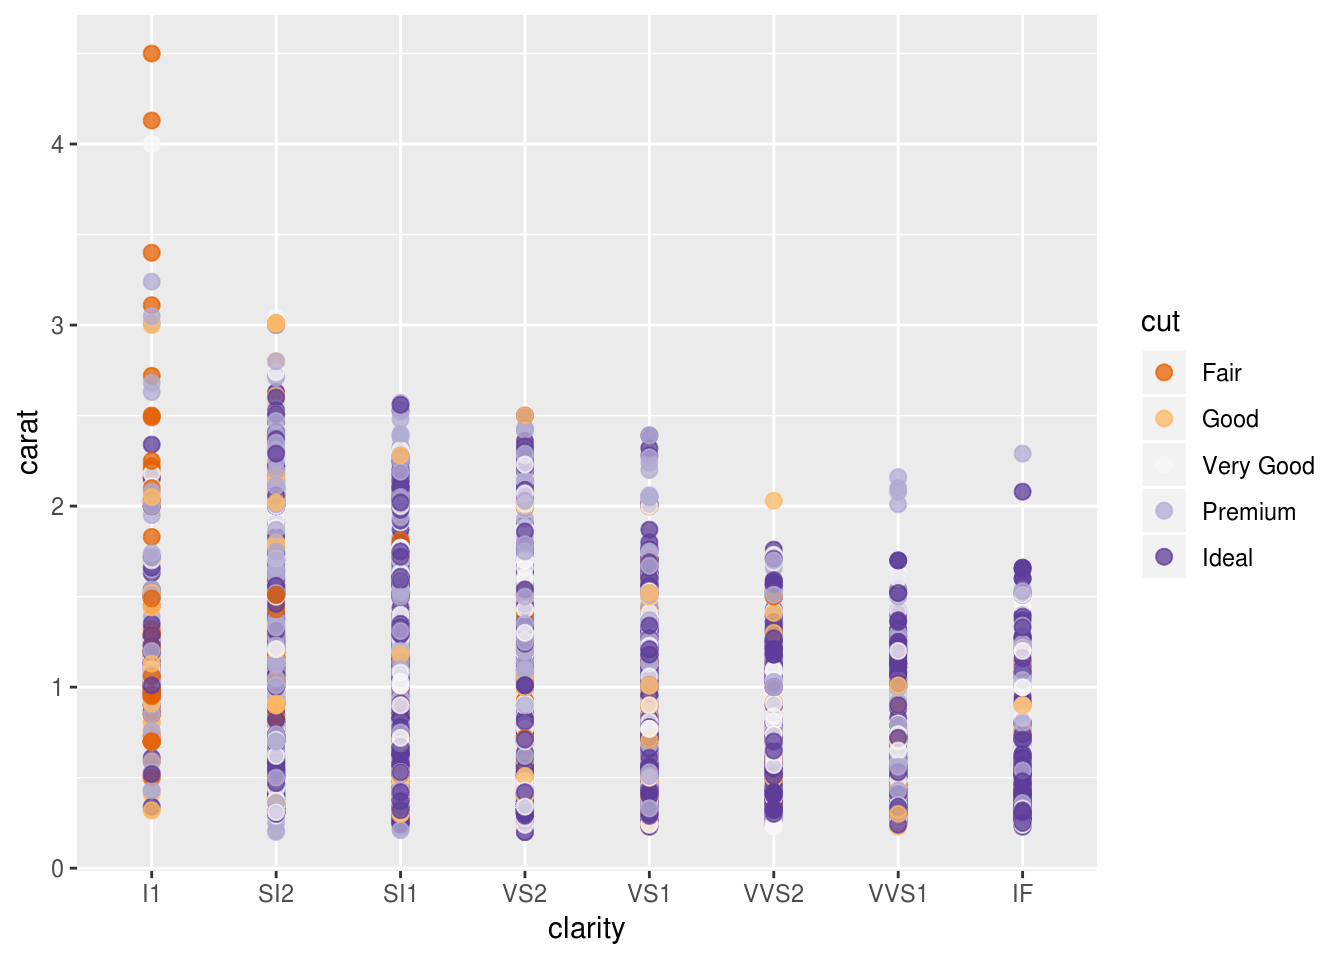 carat
4
3
2
1
0
I1 SI2 SI1 VS2 VS1 VVS2 VVS1 IF
clarity
cut
Fair
Good
Very Good
Premium
Ideal